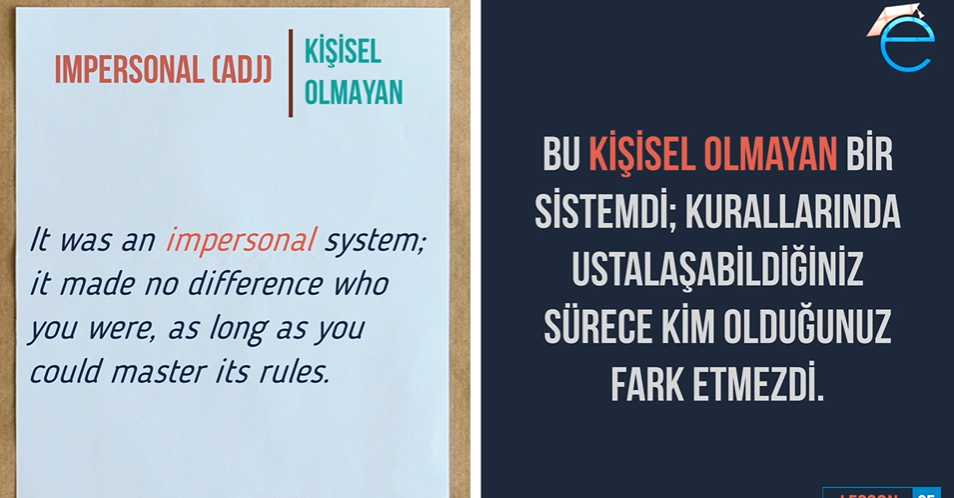 IMPERSONAL (ADJ)
KİŞİSEL
OLMAYAN
It was an impersonal system;
it made no difference who
you were, as long as you
could master its rules.
BU KİŞİSEL OLMAYAN BİR
SİSTEMDİ; KURALLARINDA
USTALAŞABİLDİĞİNİZ
SÜRECE KİM OLDUĞUNUZ
FARK ETMEZDİ.